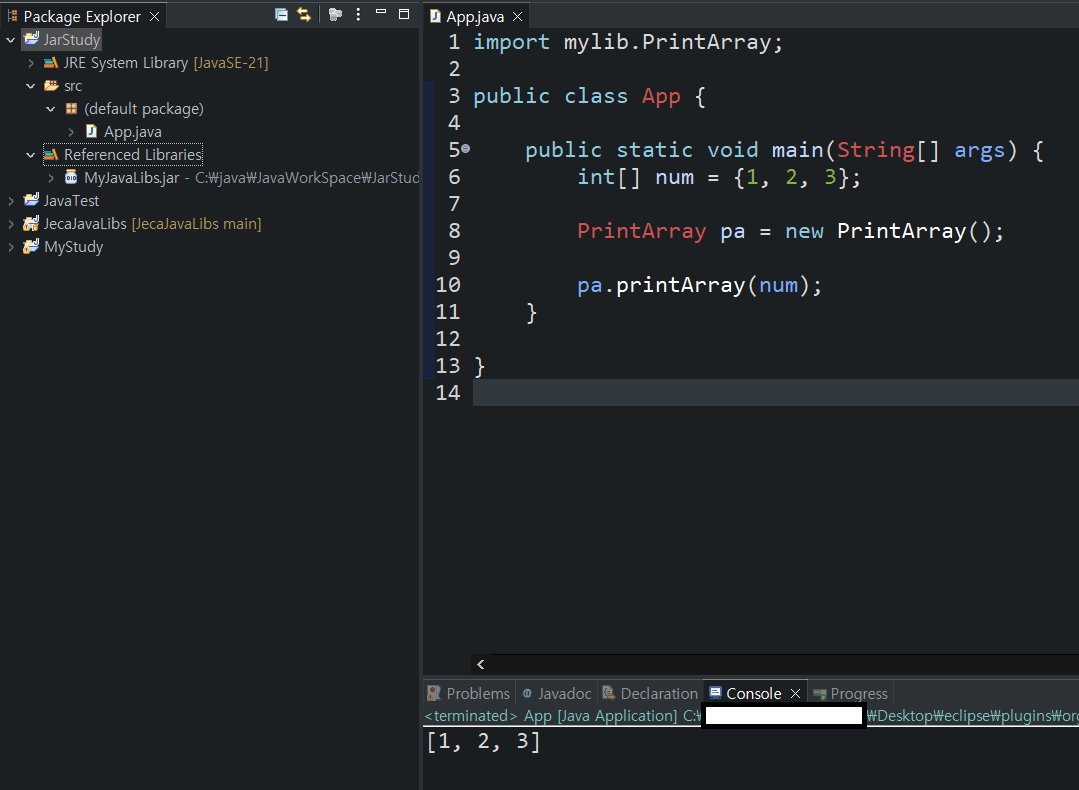 Package Explorer
JarStudy
JRE System Library [JavaSE-21]
src
(default package)
App.java
Referenced Libraries
MyJavaLibs.jar - C:₩java₩JavaWorkSpace₩JarStud
JavaTest
JecaJavaLibs [JecaJavaLibs main]
MyStudy
App.java
1 import mylib.PrintArray;
2
3 public class App {
4
5 public static void main(String[] args) {
6 int[] num = {1, 2, 3};
7
8 PrintArray pa = new PrintArray();
9
10 pa.printArray(num);
11 }
12
13 }
14
Problems Javadoc Declaration Console Progress
<terminated> App [Java Application] C:₩ ₩Desktop₩eclipse₩plugins₩org
[1, 2, 3]